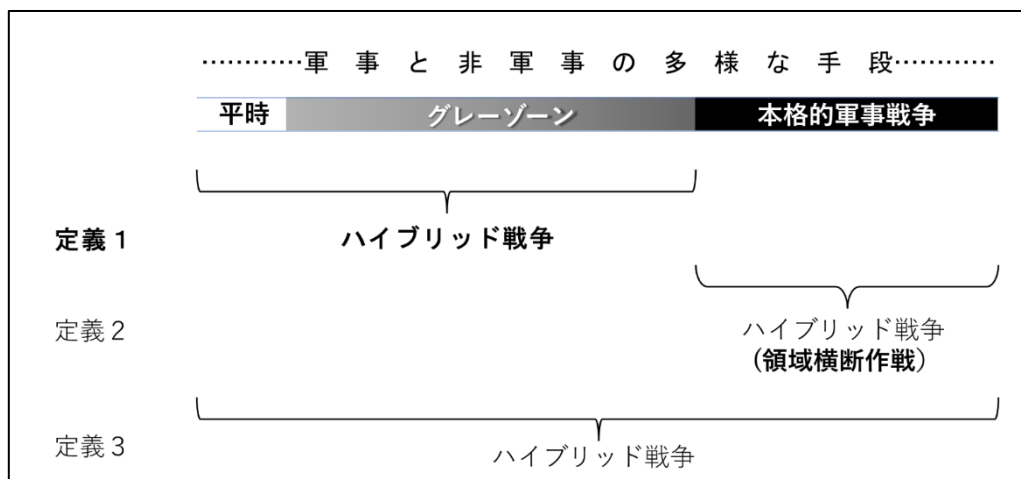 …………軍事と非軍事の多様な手段…………
平時 グレーゾーン 本格的軍事戦争
定義1 ハイブリッド戦争
定義2 ハイブリッド戦争
(領域横断作戦)
定義3 ハイブリッド戦争